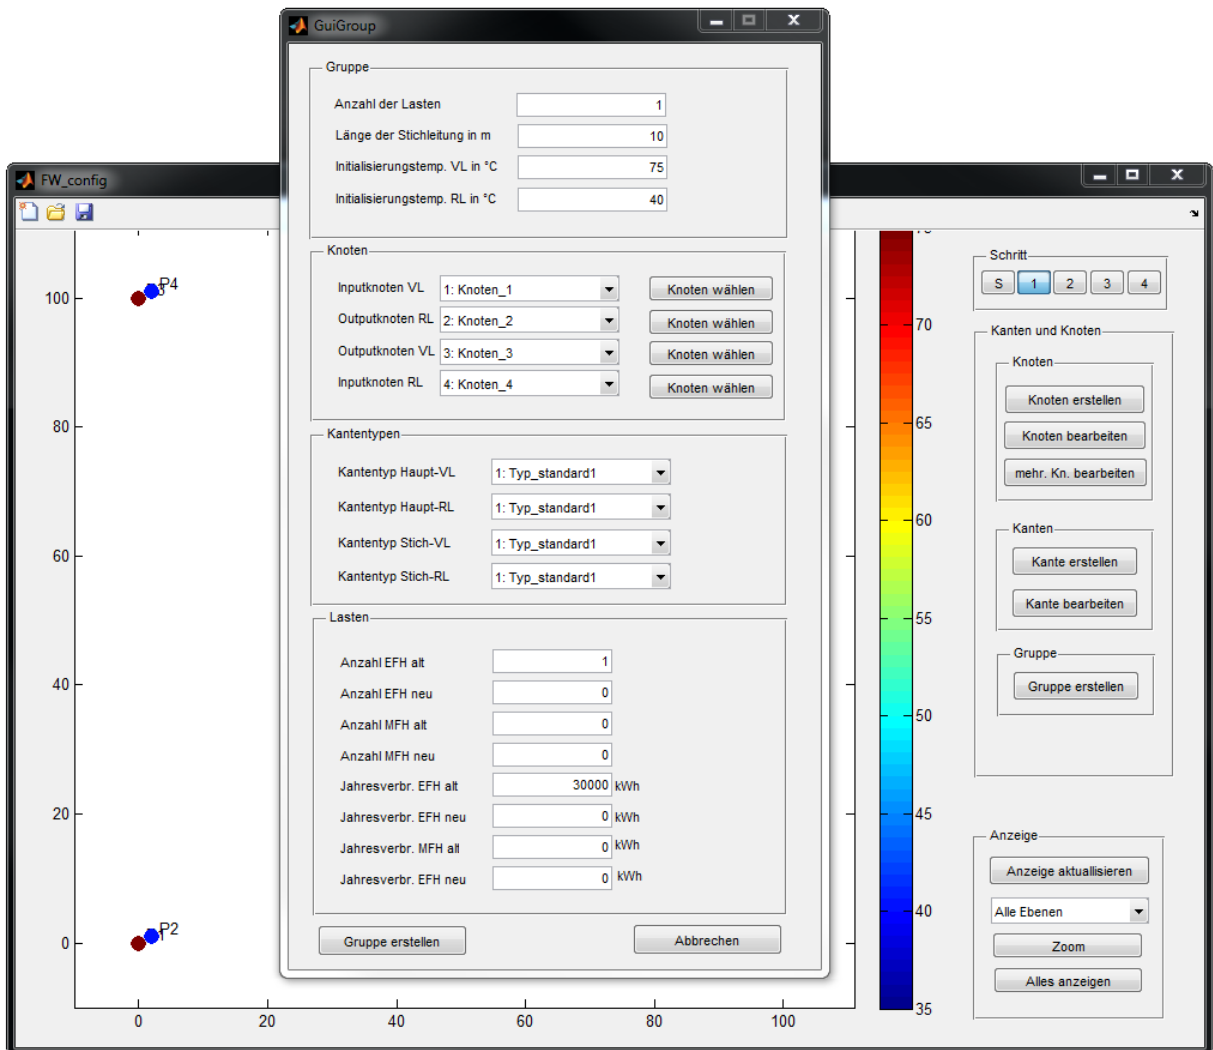 GuiGroup
Gruppe
Anzahl der Lasten 1
Länge der Stichleitung in m 10
Initialisierungstemp. VL in °C 75
Initialisierungstemp. RL in °C 40
Knoten
Inputknoten VL 1: Knoten_1 Knoten wählen
Outputknoten RL 2: Knoten_2 Knoten wählen
Outputknoten VL 3: Knoten_3 Knoten wählen
Inputknoten RL 4: Knoten_4 Knoten wählen
Kantentypen
Kantentyp Haupt-VL 1: Typ_standard1
Kantentyp Haupt-RL 1: Typ_standard1
Kantentyp Stich-VL 1: Typ_standard1
Kantentyp Stich-RL 1: Typ_standard1
Lasten
Anzahl EFH alt 1
Anzahl EFH neu 0
Anzahl MFH alt 0
Anzahl MFH neu 0
Jahresverbr. EFH alt 30000 kWh
Jahresverbr. EFH neu 0 kWh
Jahresverbr. MFH alt 0 kWh
Jahresverbr. EFH neu 0 kWh
Gruppe erstellen Abbrechen
FW_config
P4
P2
100
80
60
40
20
0
0 20 40 60 80 100
70
65
60
55
50
45
40
35
Schritt
S 1 2 3 4
Kanten und Knoten
Knoten
Knoten erstellen
Knoten bearbeiten
mehr. Kn. bearbeiten
Kanten
Kante erstellen
Kante bearbeiten
Gruppe
Gruppe erstellen
Anzeige
Anzeige aktuallisieren
Alle Ebenen
Zoom
Alles anzeigen